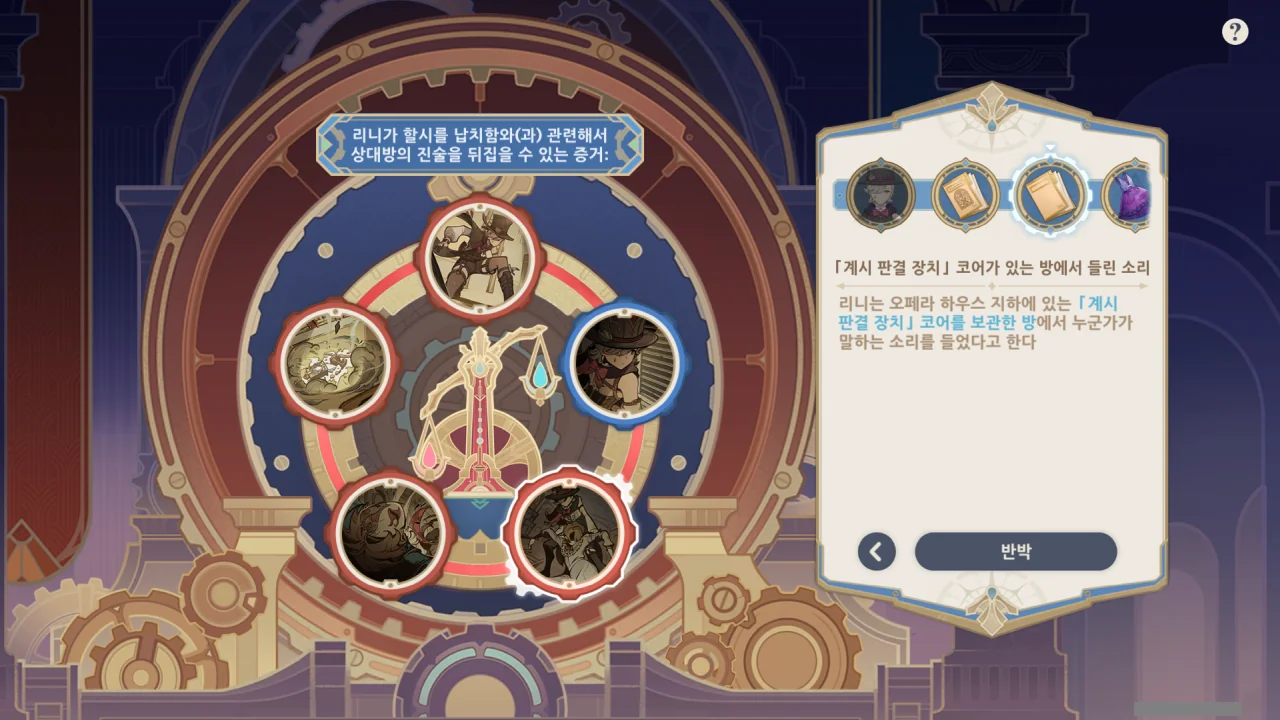 ?
리니가 할시를 납치함와(과) 관련해서
상대방의 진술을 뒤집을 수 있는 증거:
「계시 판결 장치」 코어가 있는 방에서 들린 소리
리니는 오페라 하우스 지하에 있는 「계시
판결 장치」 코어를 보관한 방에서 누군가가
말하는 소리를 들었다고 한다
반박